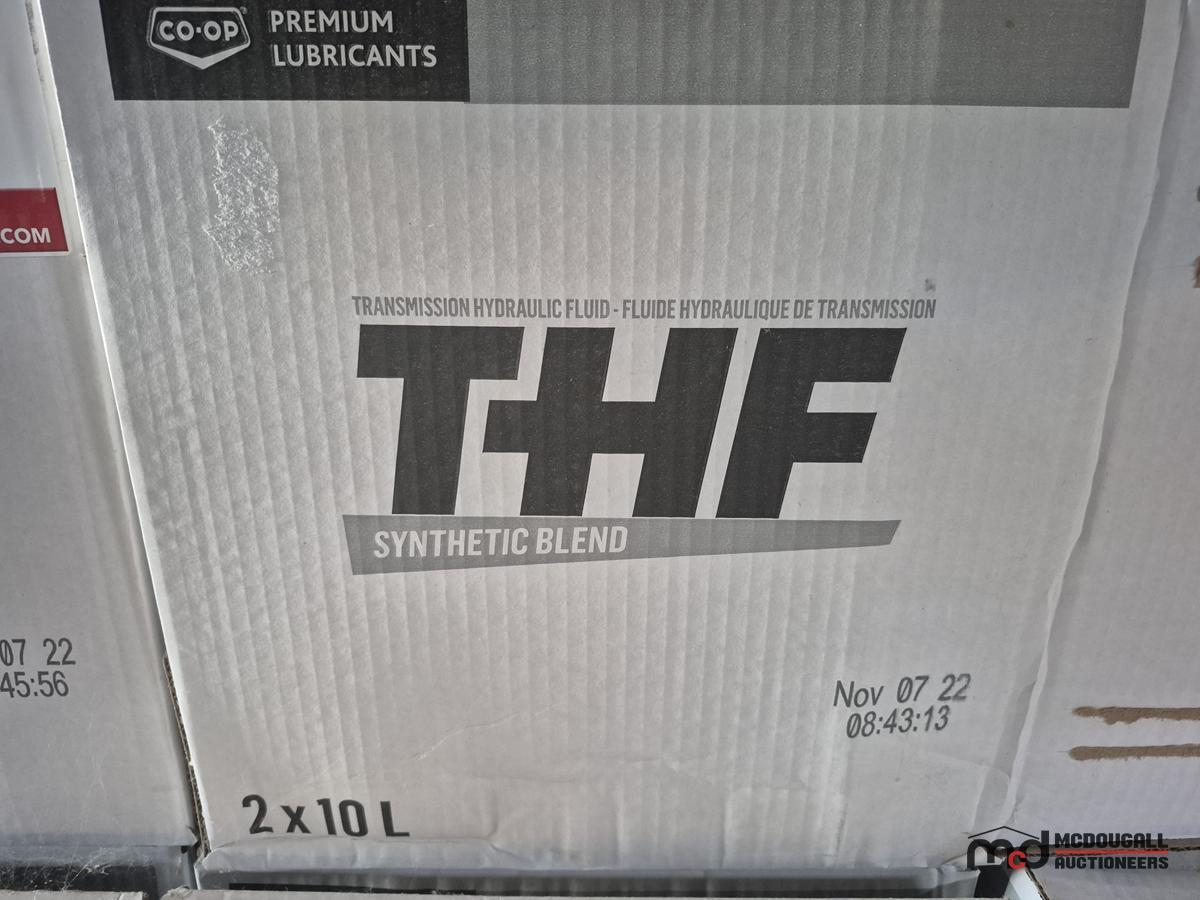 CO-OP
PREMIUM
LUBRICANTS
COM
TRANSMISSION HYDRAULIC FLUID - FLUIDE HYDRAULIQUE DE TRANSMISSION
THF
SYNTHETIC BLEND
07 22
45:56
Nov 07 22
08:43:13
2 x 10 L
mcd MCDOUGALL
AUCTIONEERS